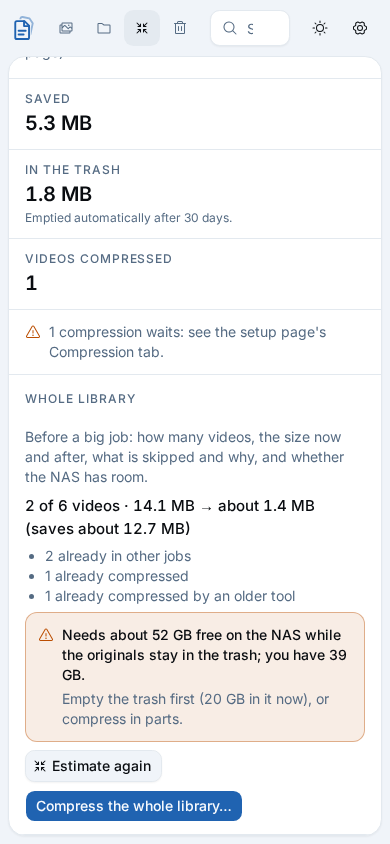 S
SAVED
5.3 MB
IN THE TRASH
1.8 MB
Emptied automatically after 30 days.
VIDEOS COMPRESSED
1
1 compression waits: see the setup page's
Compression tab.
WHOLE LIBRARY
Before a big job: how many videos, the size now
and after, what is skipped and why, and whether
the NAS has room.
2 of 6 videos · 14.1 MB → about 1.4 MB
(saves about 12.7 MB)
• 2 already in other jobs
• 1 already compressed
• 1 already compressed by an older tool
Needs about 52 GB free on the NAS while
the originals stay in the trash; you have 39
GB.
Empty the trash first (20 GB in it now), or
compress in parts.
Estimate again
Compress the whole library...